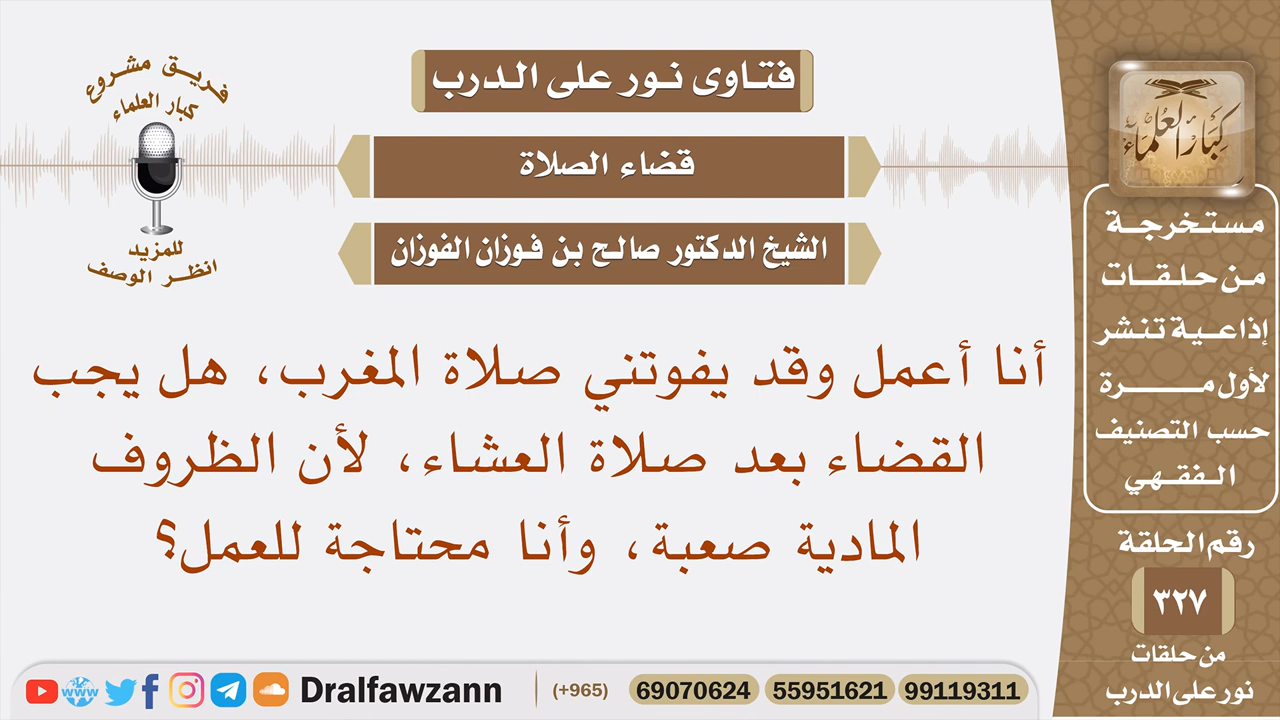 فتاوى نور على الدرب
قضاء الصلاة
الشيخ الدكتور صالح بن فوزان الفوزان
فريق مشروع
كبار العلماء
للمزيد
انظر الوصف
أنا أعمل وقد يفوتني صلاة المغرب، هل يجب
القضاء بعد صلاة العشاء، لأن الظروف
المادية صعبة، وأنا محتاجة للعمل؟
كبار العلماء
مستخرجة
من حلقات
إذاعية تنشر
لأول مرة
حسب التصنيف
الفقهي
رقم الحلقة
٣٢٧
من حلقات
نور على الدرب
www Dralfawzann (+965) 69070624 55951621 99119311